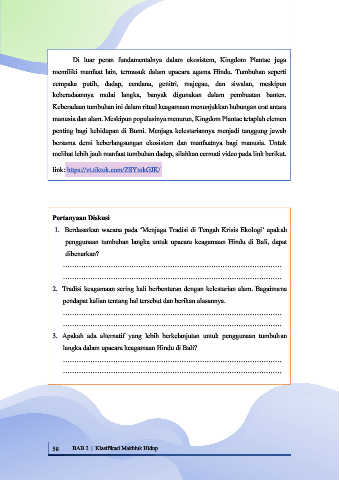 Di luar peran fundamentalnya dalam ekosistem, Kingdom Plantae juga
memiliki manfaat lain, termasuk dalam upacara agama Hindu. Tumbuhan seperti
cempaka putih, dadap, cendana, genitri, majegau, dan siwalan, meskipun
keberadaannya mulai langka, banyak digunakan dalam pembuatan banten.
Keberadaan tumbuhan ini dalam ritual keagamaan menunjukkan hubungan erat antara
manusia dan alam. Meskipun populasinya menurun, Kingdom Plantae tetaplah elemen
penting bagi kehidupan di Bumi. Menjaga kelestariannya menjadi tanggung jawab
bersama demi keberlangsungan ekosistem dan manfaatnya bagi manusia. Untuk
melihat lebih jauh manfaat tumbuhan dadap, silahkan cermati video pada link berikut.
link: https://vt.tiktok.com/
Pertanyaan Diskusi
1. Berdasarkan wacana pada ‘Menjaga Tradisi di Tengah Krisis Ekologi’ apakah
penggunaan tumbuhan langka untuk upacara keagamaan Hindu di Bali, dapat
dibenarkan?
2. Tradisi keagamaan sering kali berbenturan dengan kelestarian alam. Bagaimana
pendapat kalian tentang hal tersebut dan berikan alasannya.
3. Apakah ada alternatif yang lebih berkelanjutan untuk penggunaan tumbuhan
langka dalam upacara keagamaan Hindu di Bali?
BAB 2 | Klasifikasi Makhluk Hidup